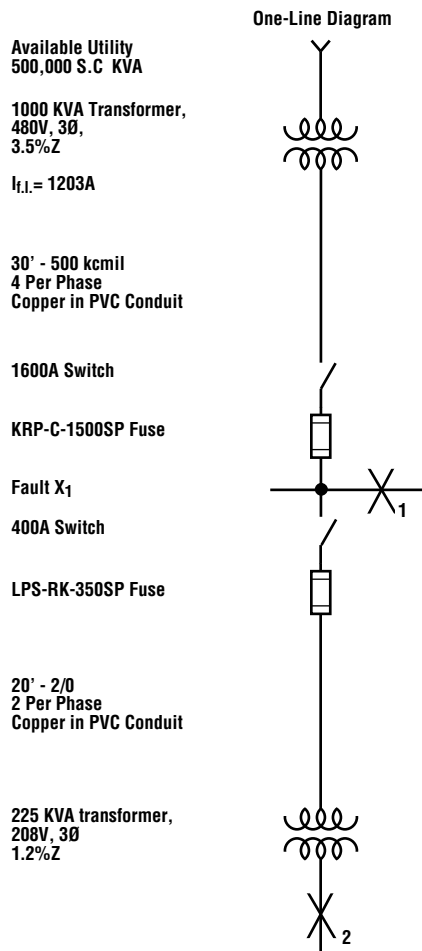 One-Line Diagram
Available Utility
500,000 S.C KVA
1000 KVA Transformer,
480V, 3Ø,
3.5%Z
If.l.= 1203A
30' - 500 kcmil
4 Per Phase
Copper in PVC Conduit
1600A Switch
KRP-C-1500SP Fuse
Fault X1
1
400A Switch
LPS-RK-350SP Fuse
20' - 2/0
2 Per Phase
Copper in PVC Conduit
225 KVA transformer,
208V, 3Ø
1.2%Z
2